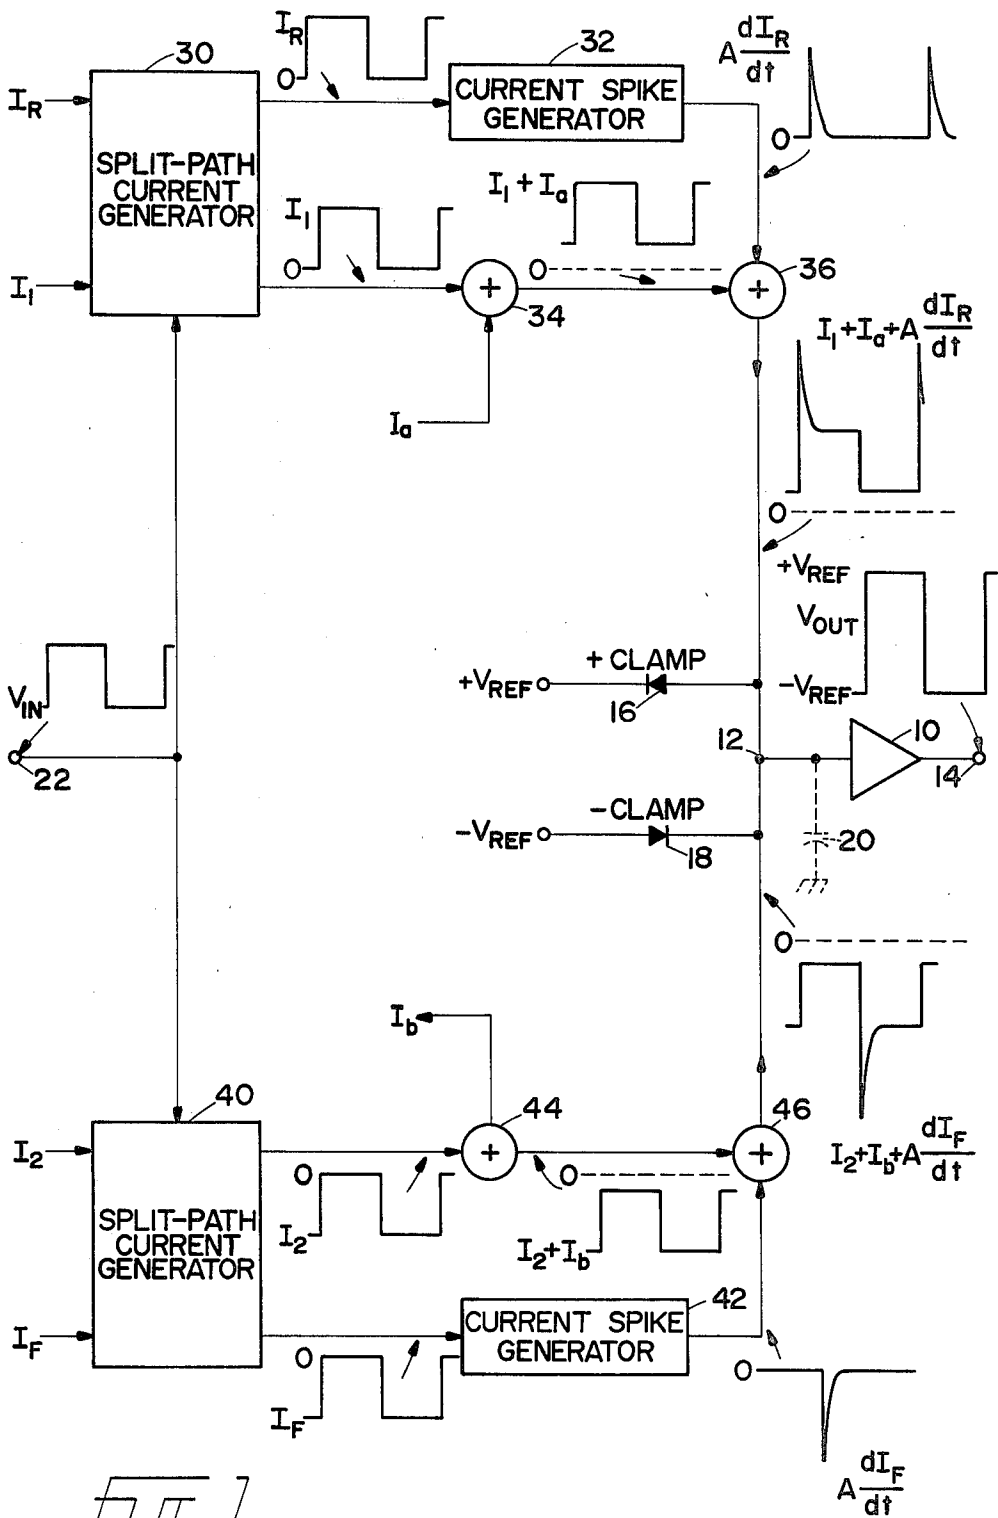 30
I_R
0
32
A dI_R/dt
0
I_R
CURRENT SPIKE
GENERATOR
SPLIT-PATH
CURRENT
GENERATOR
I_1
0
I_1 + I_a
0
36
I_1
+
34
+
I_1+I_a+A dI_R/dt
I_a
0
+V_REF
V_OUT
-V_REF
V_IN
22
+ CLAMP
+V_REF
16
12
10
14
-CLAMP
-V_REF
18
20
0
I_b
40
44
46
I_2
+
+
0
0
I_2+I_b+A dI_F/dt
SPLIT-PATH
CURRENT
GENERATOR
I_2
I_2+I_b
42
CURRENT SPIKE
GENERATOR
I_F
0
0
I_F
A dI_F/dt